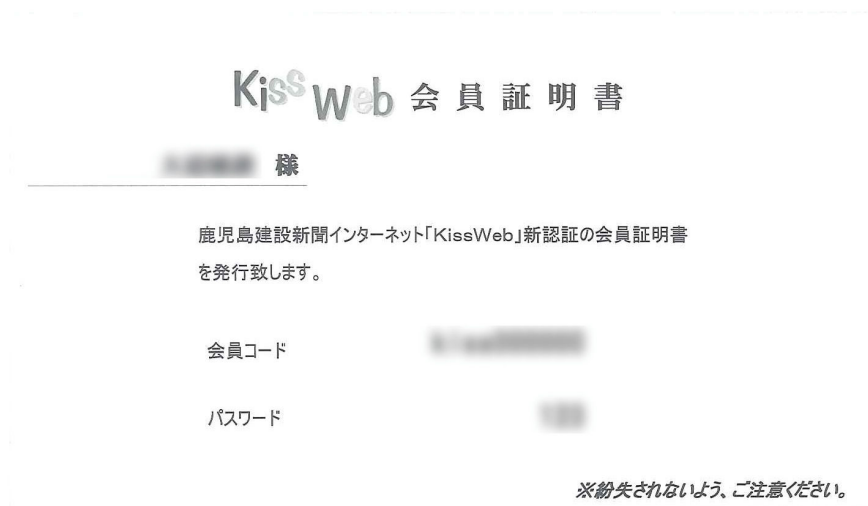 KissWeb 会員証明書
様
鹿児島建設新聞インターネット「KissWeb」新認証の会員証明書
を発行致します。
会員コード
パスワード
※紛失されないよう、ご注意ください。